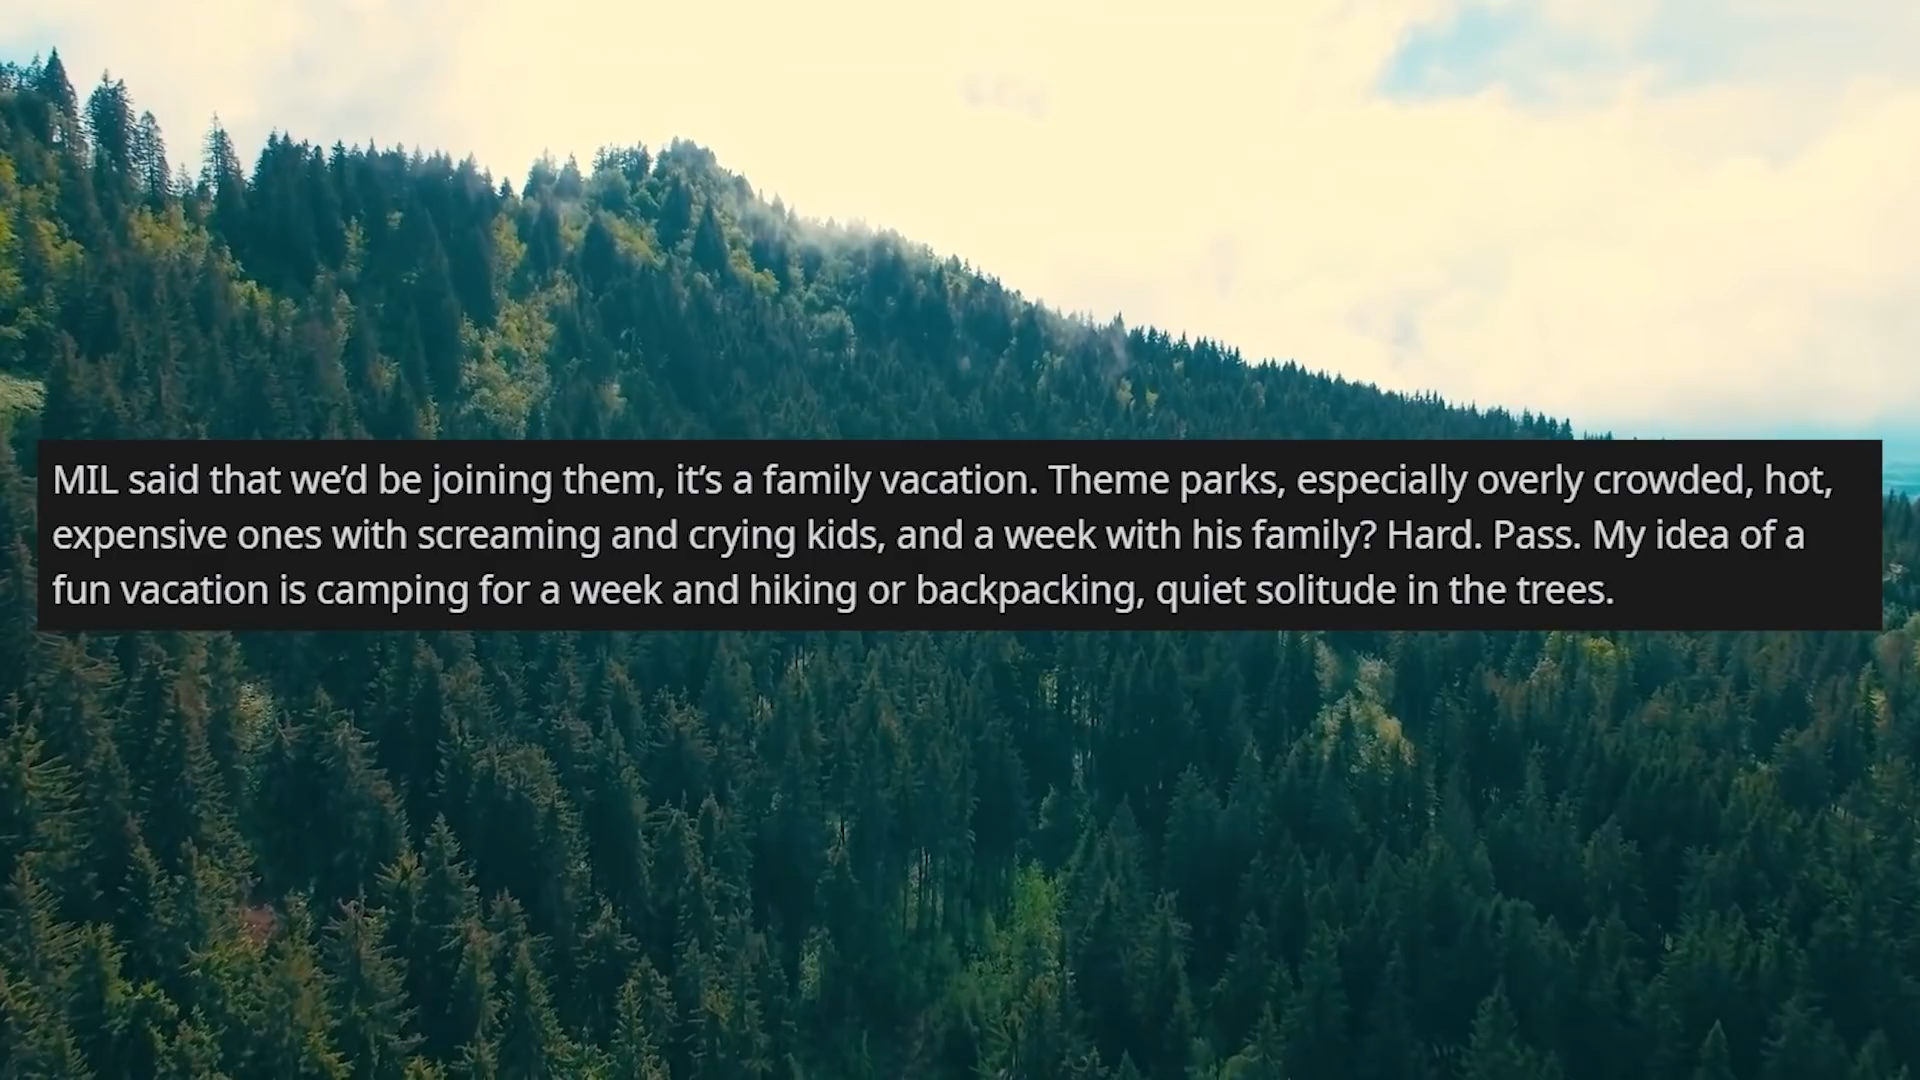 MIL said that we’d be joining them, it’s a family vacation. Theme parks, especially overly crowded, hot,
expensive ones with screaming and crying kids, and a week with his family? Hard. Pass. My idea of a
fun vacation is camping for a week and hiking or backpacking, quiet solitude in the trees.